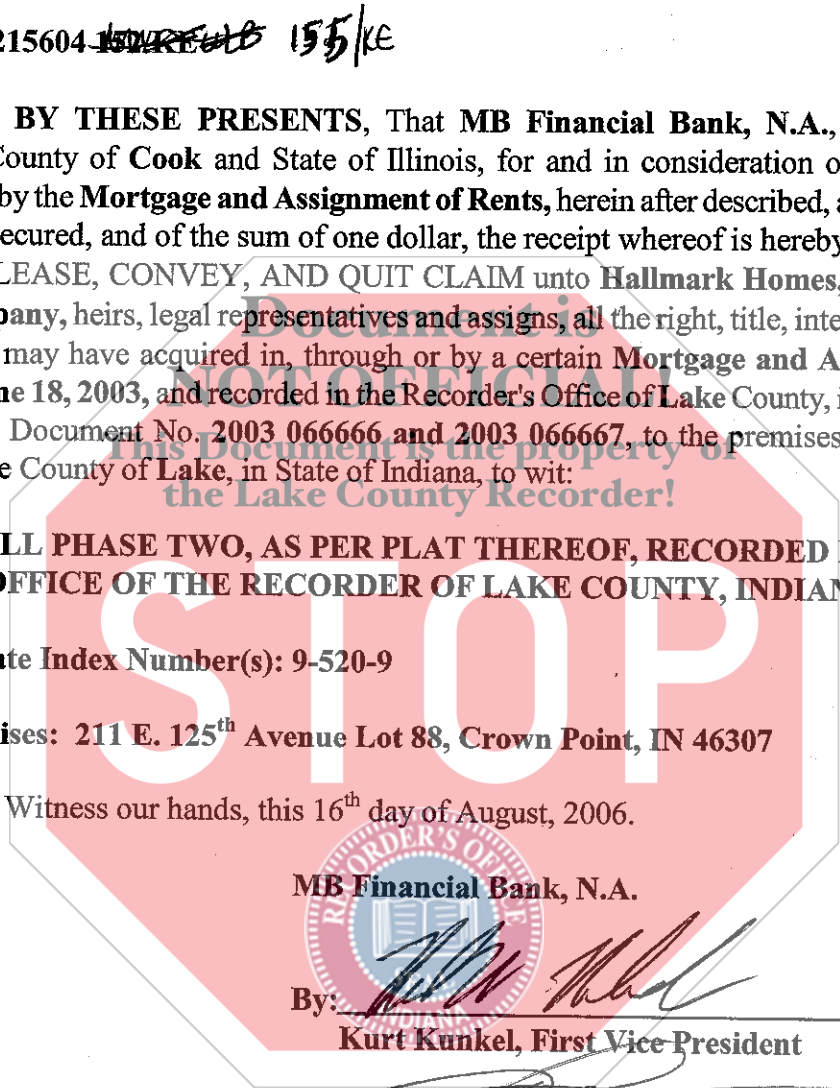 215604 155/KE
BY THESE PRESENTS, That MB Financial Bank, N.A.,
County of Cook and State of Illinois, for and in consideration o
by the Mortgage and Assignment of Rents, herein after described, a
ecured, and of the sum of one dollar, the receipt whereof is hereby
LEASE, CONVEY, AND QUIT CLAIM unto Hallmark Homes,
pany, heirs, legal representatives and assigns, all the right, title, inte
Document is
may have acquired in, through or by a certain Mortgage and A
NOT OFFICIAL
ne 18, 2003, and recorded in the Recorder's Office of Lake County, i
Document No. 2003 066666 and 2003 066667, to the premises
This Document is the property of
e County of Lake, in State of Indiana, to wit:
the Lake County Recorder!
LL PHASE TWO, AS PER PLAT THEREOF, RECORDED
OFFICE OF THE RECORDER OF LAKE COUNTY, INDIAN
STOP
te Index Number(s): 9-520-9
ises: 211 E. 125th Avenue Lot 88, Crown Point, IN 46307
Witness our hands, this 16th day of August, 2006.
RECORDER'S OFFICE
MB Financial Bank, N.A.
SEAL
By:
INDIANA
Kurt Kunkel, First Vice President